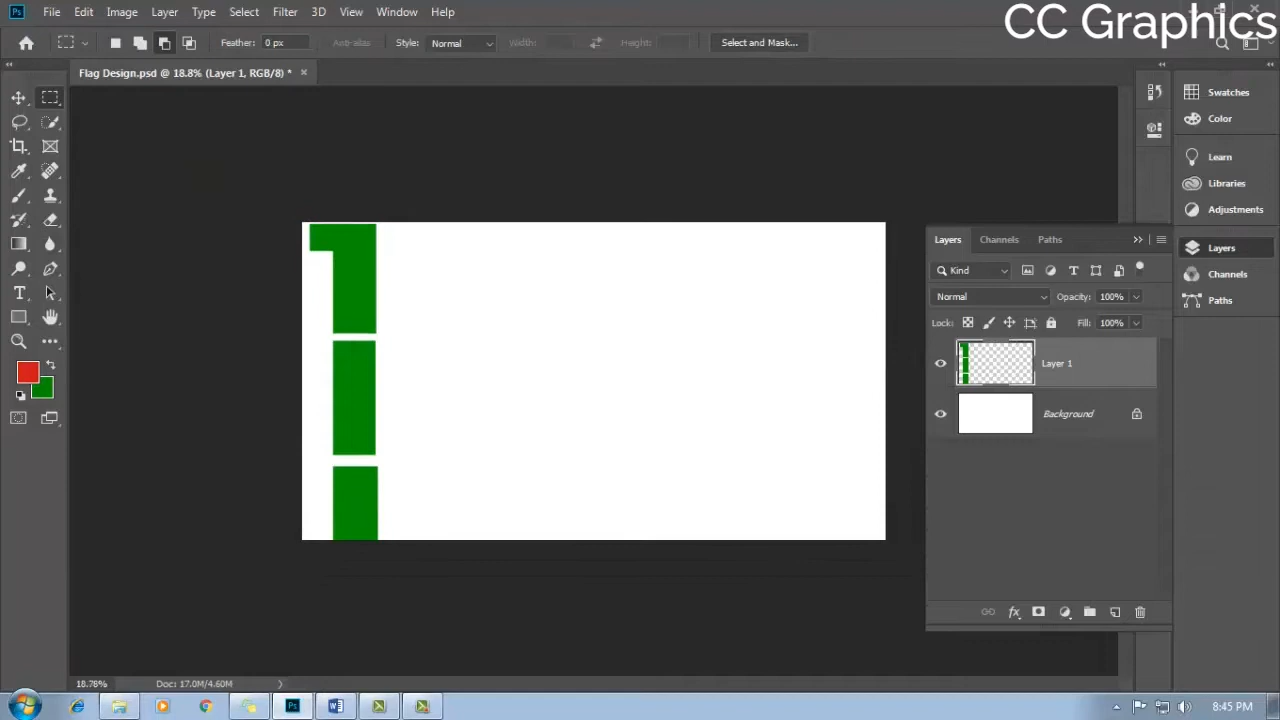 CC Graphics
Ps File Edit Image Layer Type Select Filter 3D View Window Help
Feather: 0 px Anti-alias Style: Normal Width: Height: Select and Mask...
Flag Design.psd @ 18.8% (Layer 1, RGB/8) *
Swatches
Color
Learn
Libraries
Adjustments
Layers
Channels
Paths
Layers Channels Paths
Kind
Normal Opacity: 100%
Lock: Fill: 100%
Layer 1
Background
fx
18.78% Doc: 17.0M/4.60M
8:45 PM